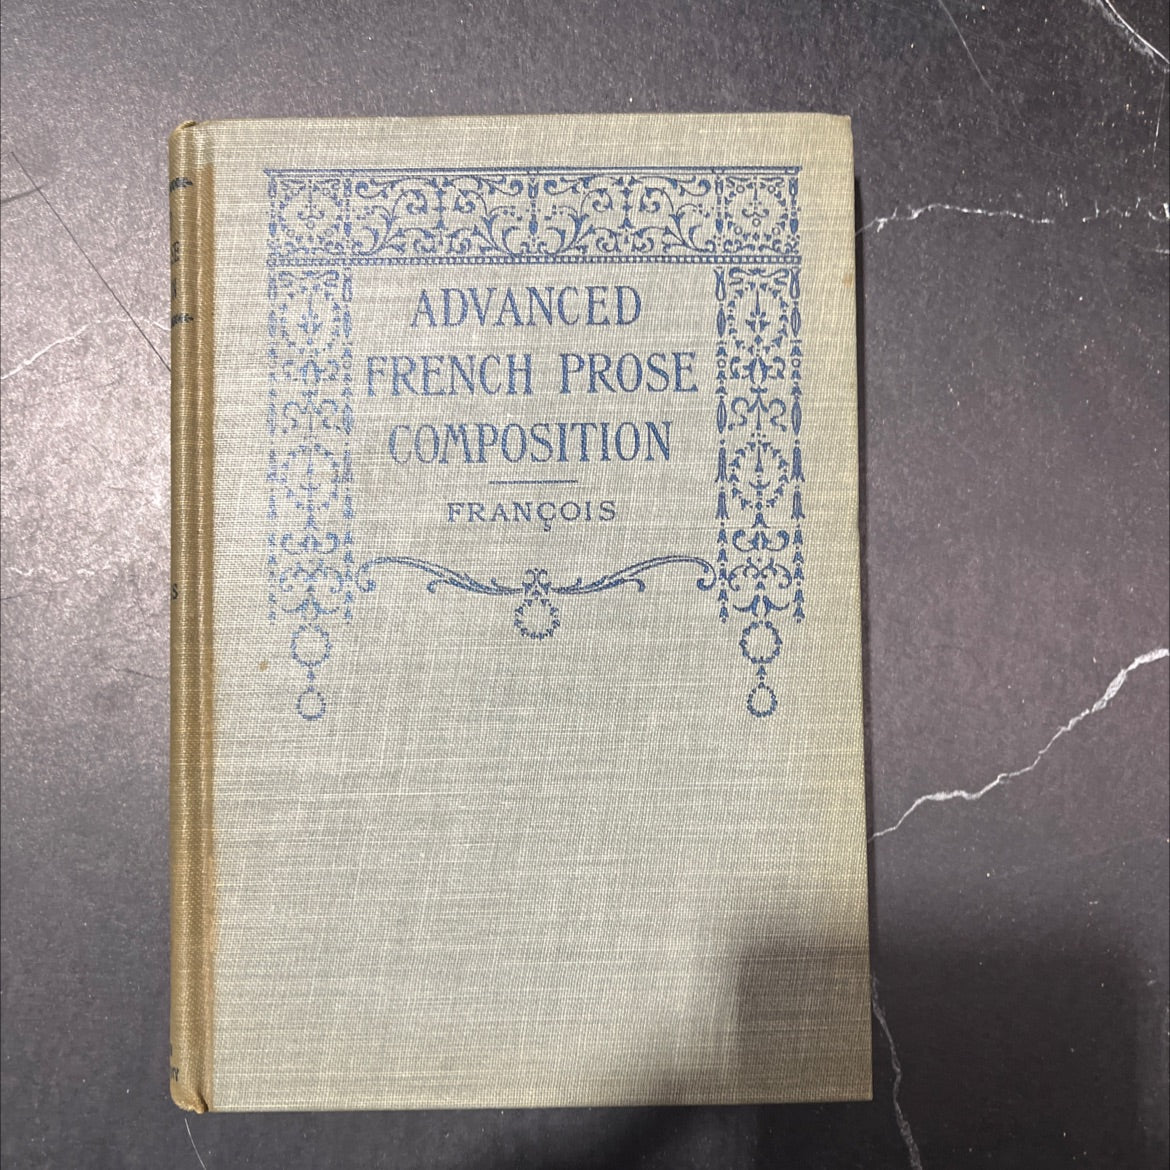 ADVANCED
FRENCH PROSE
COMPOSITION
FRANÇOIS